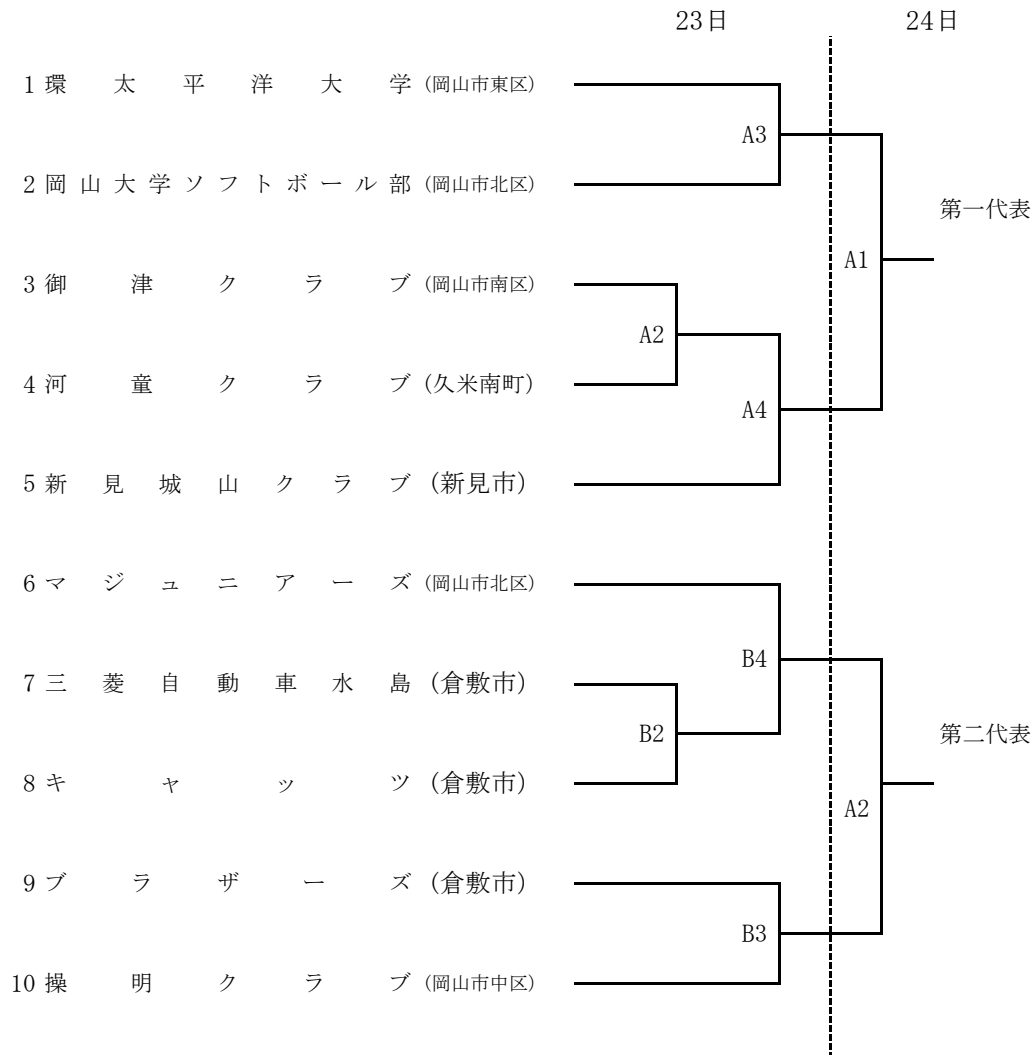 23日 24日
1 環太平洋大学 (岡山市東区)
A3
2 岡山大学ソフトボール部 (岡山市北区)
第一代表
A1
3 御津クラブ (岡山市南区)
A2
4 河童クラブ (久米南町)
A4
5 新見城山クラブ (新見市)
6 マジュニアーズ (岡山市北区)
B4
7 三菱自動車水島 (倉敷市)
B2
第二代表
8 キャッツ (倉敷市)
A2
9 ブラザーズ (倉敷市)
B3
10 操明クラブ (岡山市中区)